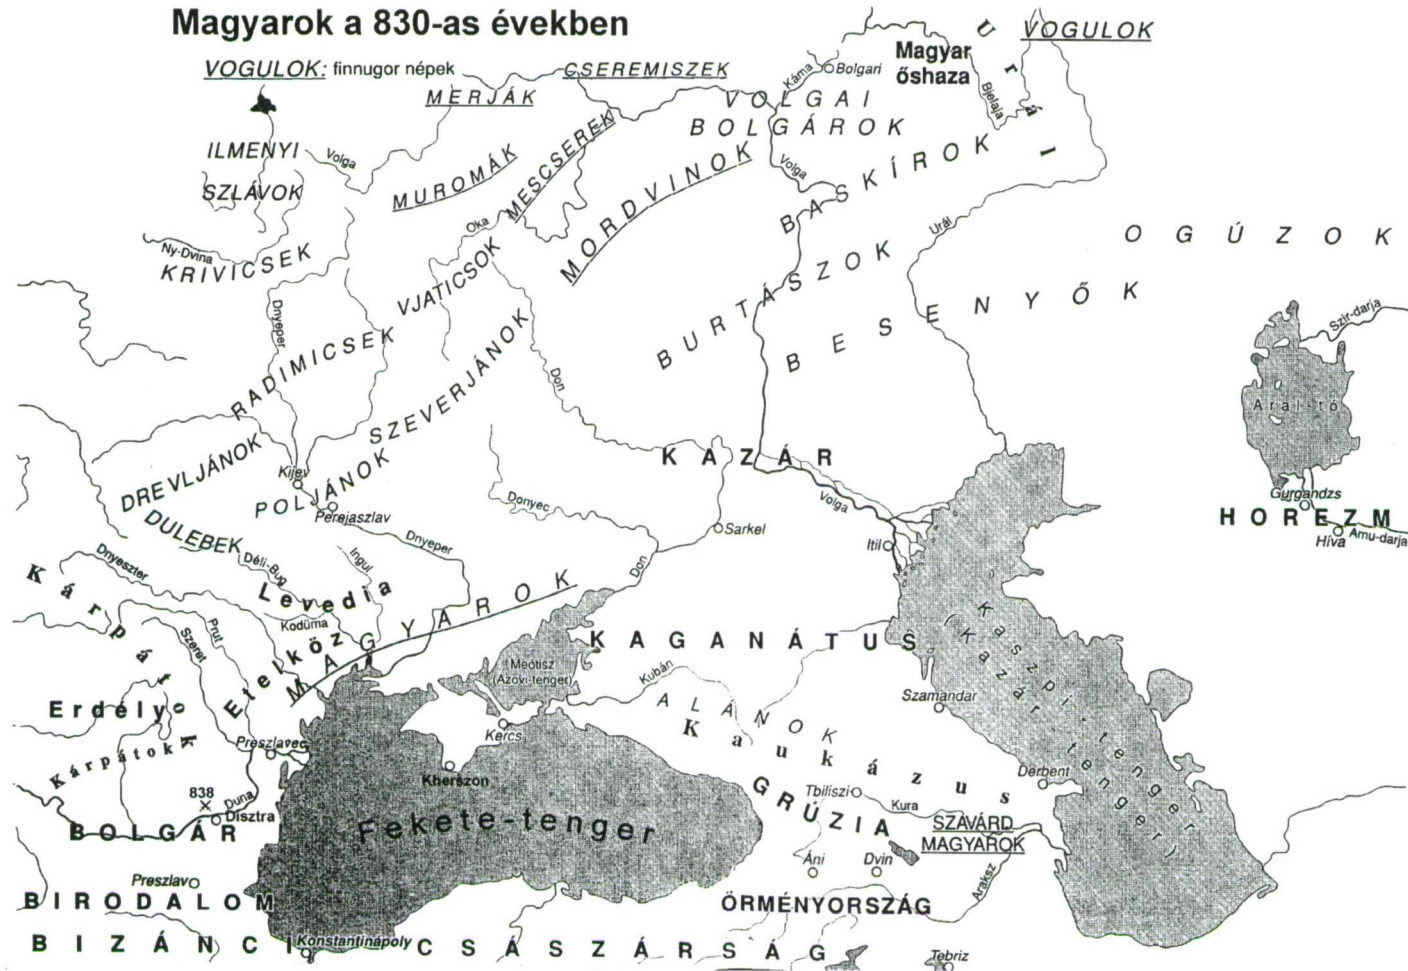 Magyarok a 830-as években
VOGULOK: finnugor népek
CSEREMISZEK
MERJÁK
Káma
Bolgari
Magyar
őshaza
Urál
VOGULOK
Bjelaja
VOLGAI
BOLGÁROK
ILMENYI
SZLÁVOK
Volga
MUROMÁK
MESCSEREK
MORDVINOK
Volga
BASKÍROK
Ny-Dvina
KRIVICSEK
Oka
VJATICSOK
BURTÁSZOK
Urál
OGÚZOK
BESENYŐK
Dnyeper
RADIMICSEK
SZEVERJÁNOK
Don
Szir-darja
Aral-tó
DREVLJÁNOK
Kijev
POLJÁNOK
Perejaszlav
KAZÁR
Donyec
Sarkel
Volga
Itil
Gurgandzs
HOREZM
Híva
Amu-darja
DULEBEK
Dnyeper
Dnyeszter
Déli-Bug
Ingul
Don
Kárpátok
Levedia
Kodüma
MAGYAROK
Prut
Szeret
Etelköz
Meótisz
(Azovi-tenger)
KAGANÁTUS
Kubán
ALÁNOK
Kaukázus
Szamandar
Kaszpi-tenger
(Kazár tenger)
Erdély
Kárpátok
Preszlavec
Kercs
Kherszon
838
Duna
Disztra
BOLGÁR
Fekete-tenger
GRÚZIA
Tbiliszi
Kura
Derbent
SZAVÁRD
MAGYAROK
Áni
Dvin
Araksz
Preszlav
BIRODALOM
ÖRMÉNYORSZÁG
BIZÁNCI
Konstantinápoly
CSÁSZÁRSÁG
Tebriz